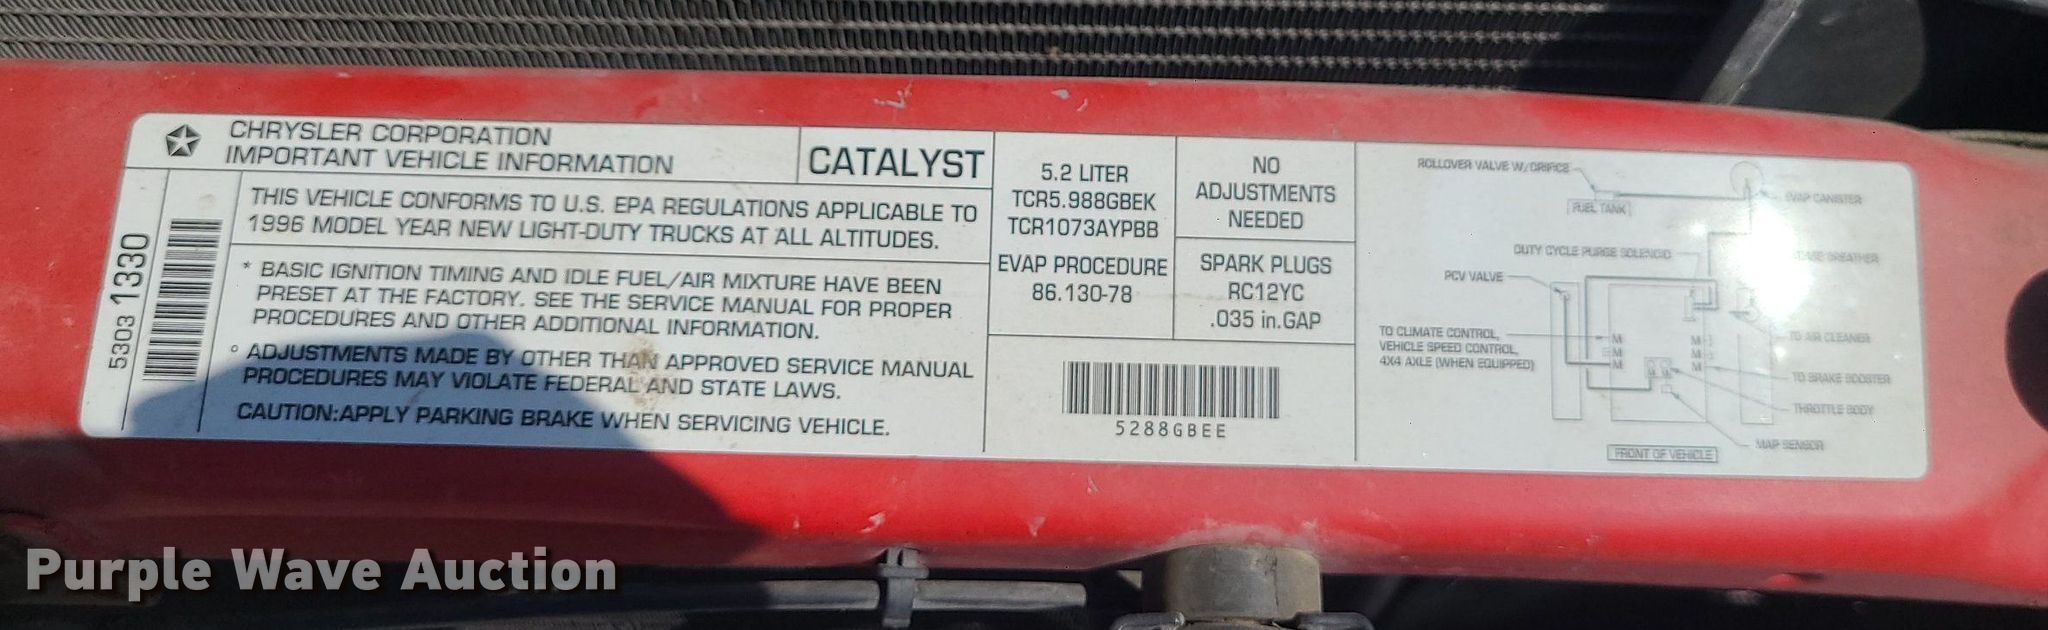 CHRYSLER CORPORATION
IMPORTANT VEHICLE INFORMATION
CATALYST
5303 1330
THIS VEHICLE CONFORMS TO U.S. EPA REGULATIONS APPLICABLE TO
1996 MODEL YEAR NEW LIGHT-DUTY TRUCKS AT ALL ALTITUDES.
* BASIC IGNITION TIMING AND IDLE FUEL/AIR MIXTURE HAVE BEEN
PRESET AT THE FACTORY. SEE THE SERVICE MANUAL FOR PROPER
PROCEDURES AND OTHER ADDITIONAL INFORMATION.
° ADJUSTMENTS MADE BY OTHER THAN APPROVED SERVICE MANUAL
PROCEDURES MAY VIOLATE FEDERAL AND STATE LAWS.
CAUTION:APPLY PARKING BRAKE WHEN SERVICING VEHICLE.
5.2 LITER
TCR5.988GBEK
TCR1073AYPBB
EVAP PROCEDURE
86.130-78
NO
ADJUSTMENTS
NEEDED
SPARK PLUGS
RC12YC
.035 in.GAP
5288GBEE
ROLLOVER VALVE W/ORIFICE
FUEL TANK
EVAP CANISTER
DUTY CYCLE PURGE SOLENOID
BREATHER
PCV VALVE
TO CLIMATE CONTROL,
VEHICLE SPEED CONTROL,
4X4 AXLE (WHEN EQUIPPED)
M
M
M
M
M
M
M M
TO AIR CLEANER
TO BRAKE BOOSTER
THROTTLE BODY
MAP SENSOR
FRONT OF VEHICLE
Purple Wave Auction